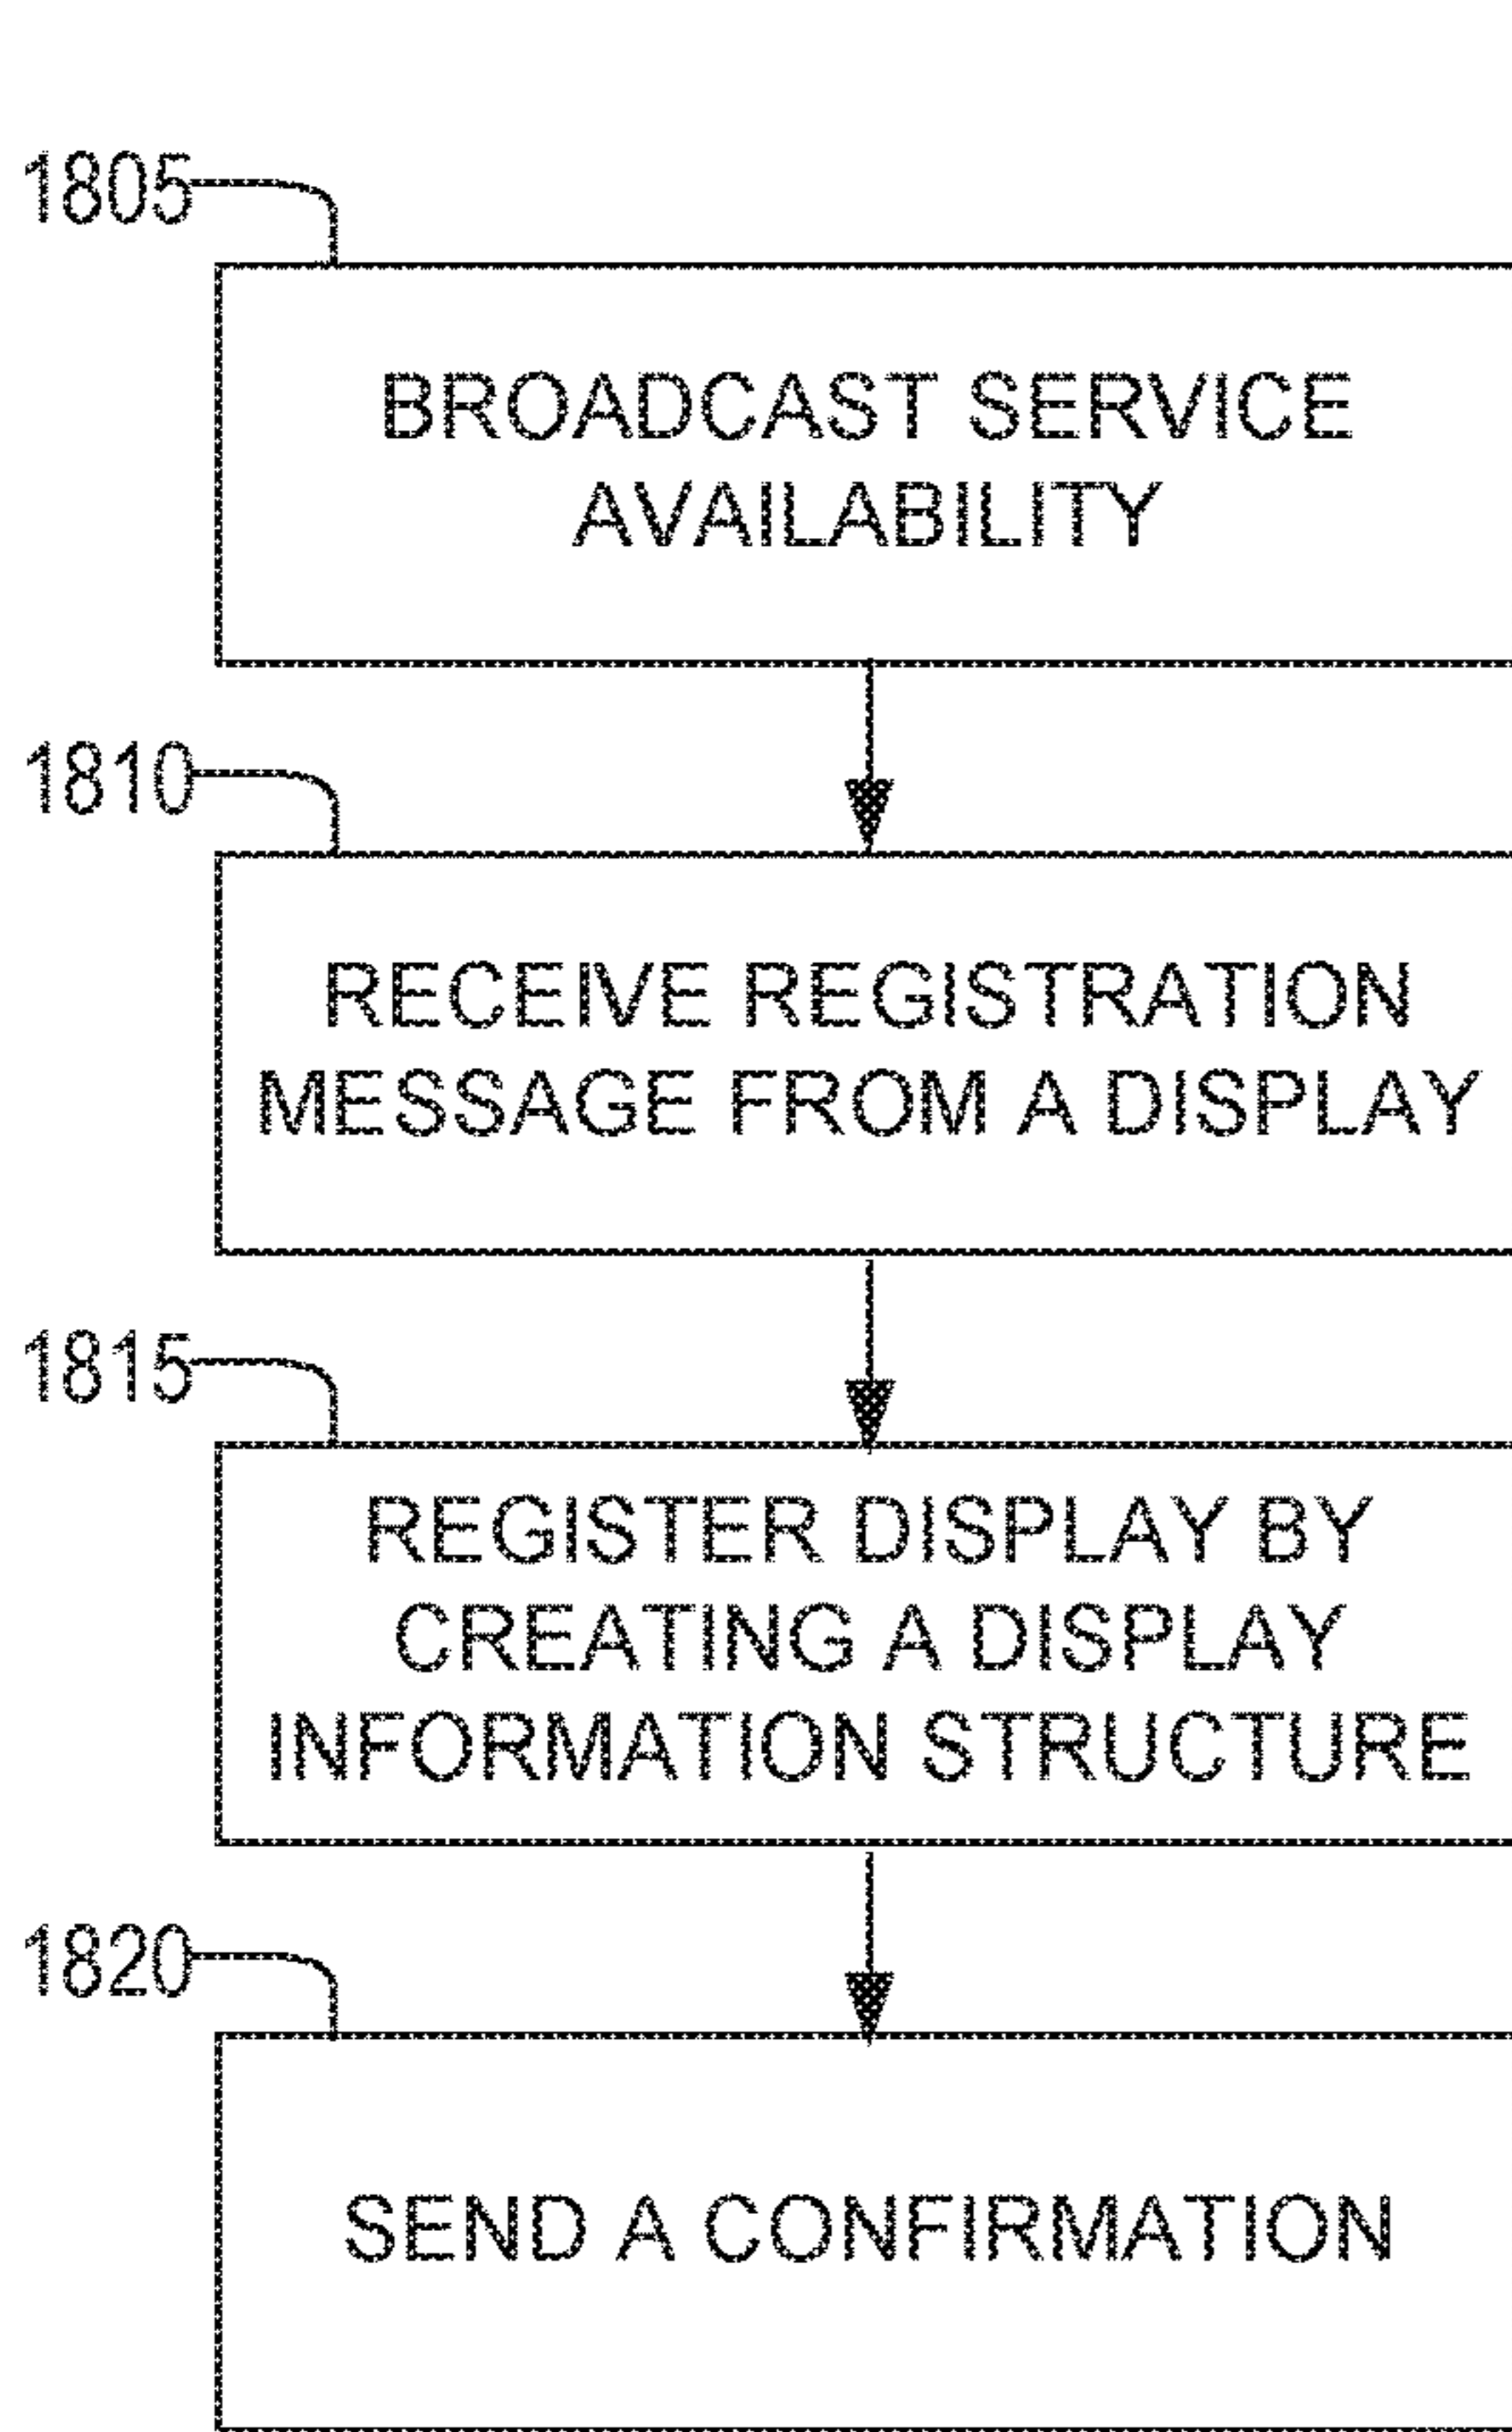 1805
BROADCAST SERVICE
AVAILABILITY
1810
RECEIVE REGISTRATION
MESSAGE FROM A DISPLAY
1815
REGISTER DISPLAY BY
CREATING A DISPLAY
INFORMATION STRUCTURE
1820
SEND A CONFIRMATION